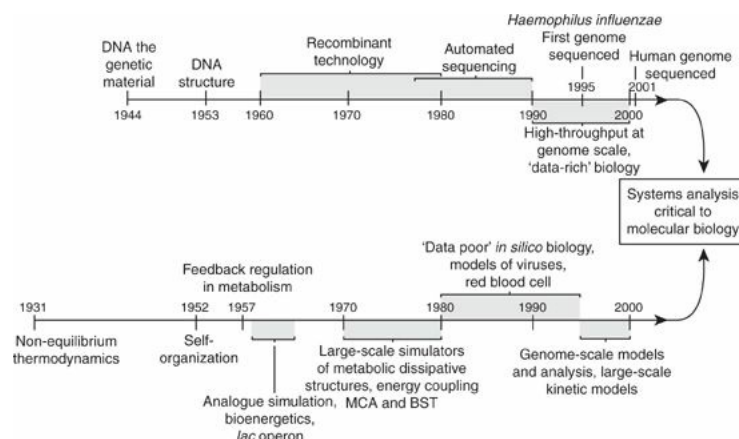 Haemophilus influenzae
First genome
sequenced
Human genome
sequenced
DNA the
genetic
material
DNA
structure
Recombinant
technology
Automated
sequencing
1995
2001
1944
1953
1960
1970
1980
1990
2000
High-throughput at
genome scale,
‘data-rich’ biology
Systems analysis
critical to
molecular biology
‘Data poor’ in silico biology,
models of viruses,
red blood cell
Feedback regulation
in metabolism
1931
1952
1957
1970
1980
1990
2000
Non-equilibrium
thermodynamics
Self-
organization
Analogue simulation,
bioenergetics,
lac operon
Large-scale simulators
of metabolic dissipative
structures, energy coupling
MCA and BST
Genome-scale models
and analysis, large-scale
kinetic models